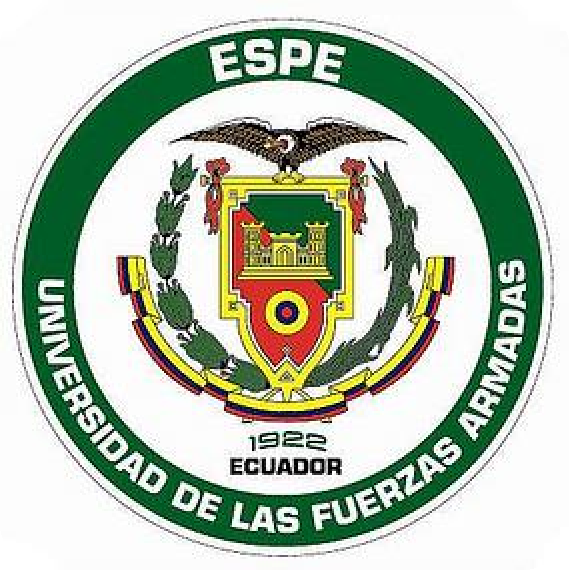 ESPE
1922
ECUADOR
UNIVERSIDAD DE LAS FUERZAS ARMADAS